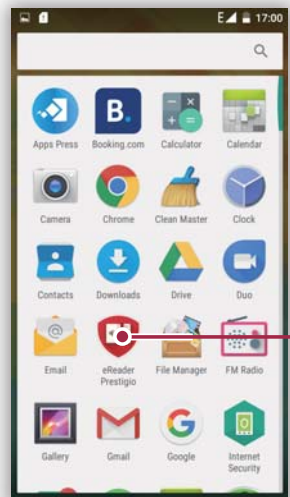 E 17:00
Apps Press Booking.com Calculator Calendar
Camera Chrome Clean Master Clock
Contacts Downloads Drive Duo
Email eReader Prestigio File Manager FM Radio
Gallery Gmail Google Internet Security